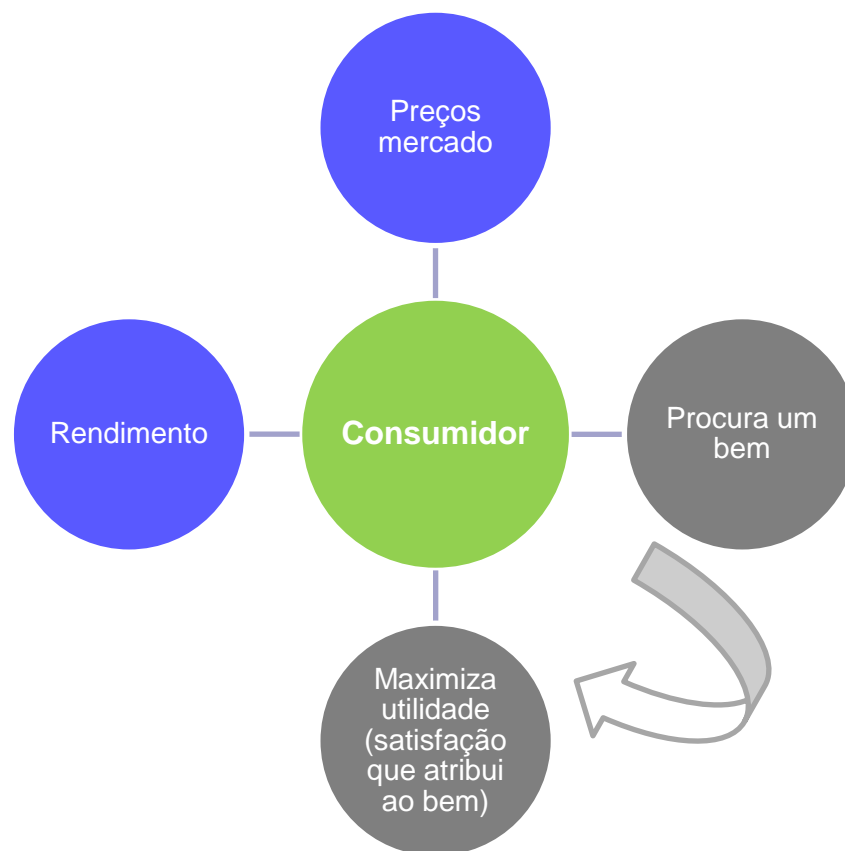 Preços
mercado
Rendimento
Consumidor
Procura um
bem
Maximiza
utilidade
(satisfação
que atribui
ao bem)